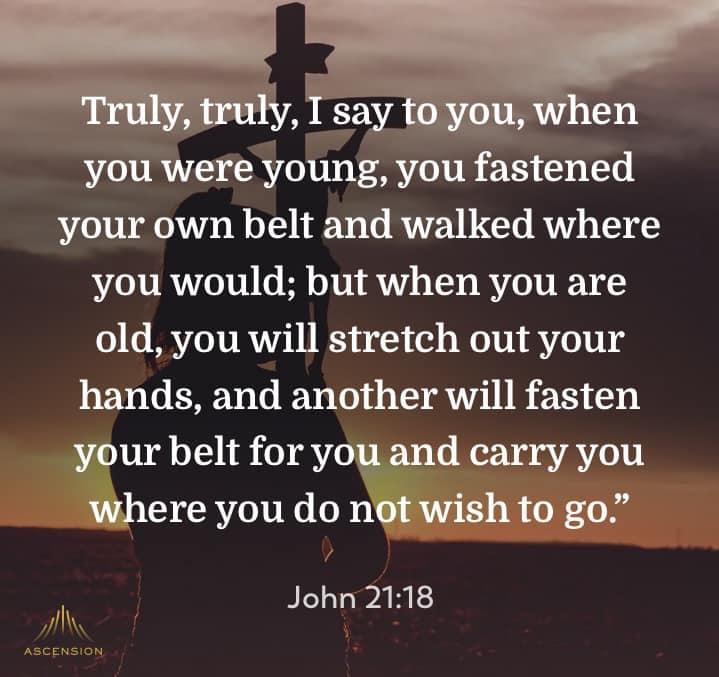 Truly, truly, I say to you, when
you were young, you fastened
your own belt and walked where
you would; but when you are
old, you will stretch out your
hands, and another will fasten
your belt for you and carry you
where you do not wish to go.”
John 21:18
ASCENSION